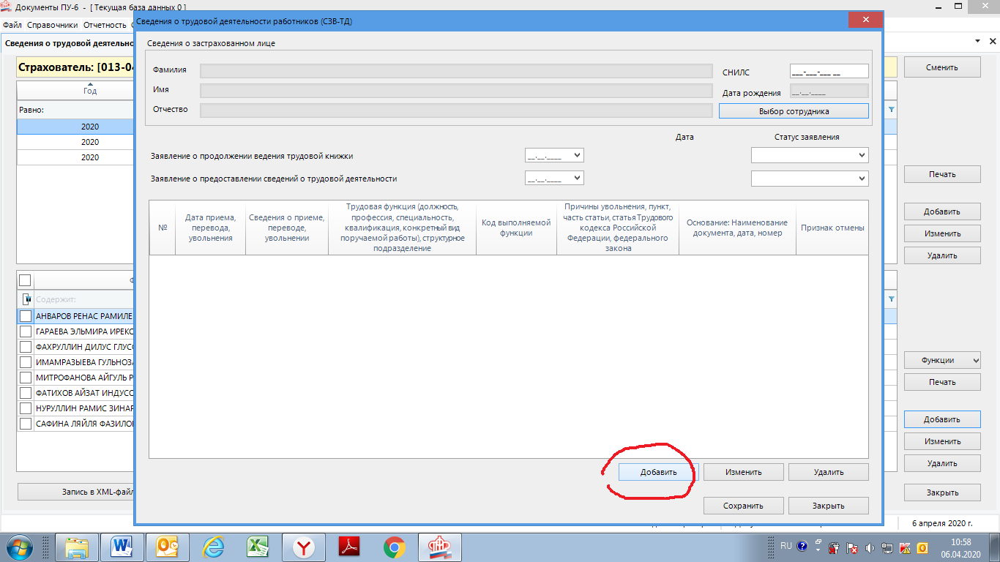 Документы ПУ-6 - [ Текущая база данных 0 ]
Файл Справочники Отчетность
Сведения о трудовой деятельно
Страхователь: [013-0
Сменить
Год
Равно:
2020
2020
2020
Печать
Добавить
Изменить
Удалить
Содержит:
АНВАРОВ РЕНАС РАМИЛЕ
ГАРАЕВА ЭЛЬМИРА ИРЕКО
ФАХРУЛЛИН ДИЛУС ГЛУСО
ИМАМРАЗЫЕВА ГУЛЬНОЗА
МИТРОФАНОВА АЙГУЛЬ Р
ФАТИХОВ АЙЗАТ ИНДУСО
НУРУЛЛИН РАМИС ЗИНАР
САФИНА ЛЯЙЛЯ ФАЗИЛО
Функции
Печать
Добавить
Изменить
Удалить
Запись в XML-файл
Закрыть
6 апреля 2020 г.
Сведения о трудовой деятельности работников (СЗВ-ТД)
Сведения о застрахованном лице
Фамилия
СНИЛС ___-___-___ __
Имя
Дата рождения __.__.____
Отчество
Выбор сотрудника
Дата Статус заявления
Заявление о продолжении ведения трудовой книжки __.__.____
Заявление о предоставлении сведений о трудовой деятельности __.__.____
№
Дата приема,
перевода,
увольнения
Сведения о приеме,
переводе,
увольнении
Трудовая функция (должность,
профессия, специальность,
квалификация, конкретный вид
поручаемой работы), структурное
подразделение
Код выполняемой
функции
Причины увольнения, пункт,
часть статьи, статья Трудового
кодекса Российской
Федерации, федерального
закона
Основание: Наименование
документа, дата, номер
Признак отмены
Добавить Изменить Удалить
Сохранить Закрыть
RU
10:58
06.04.2020